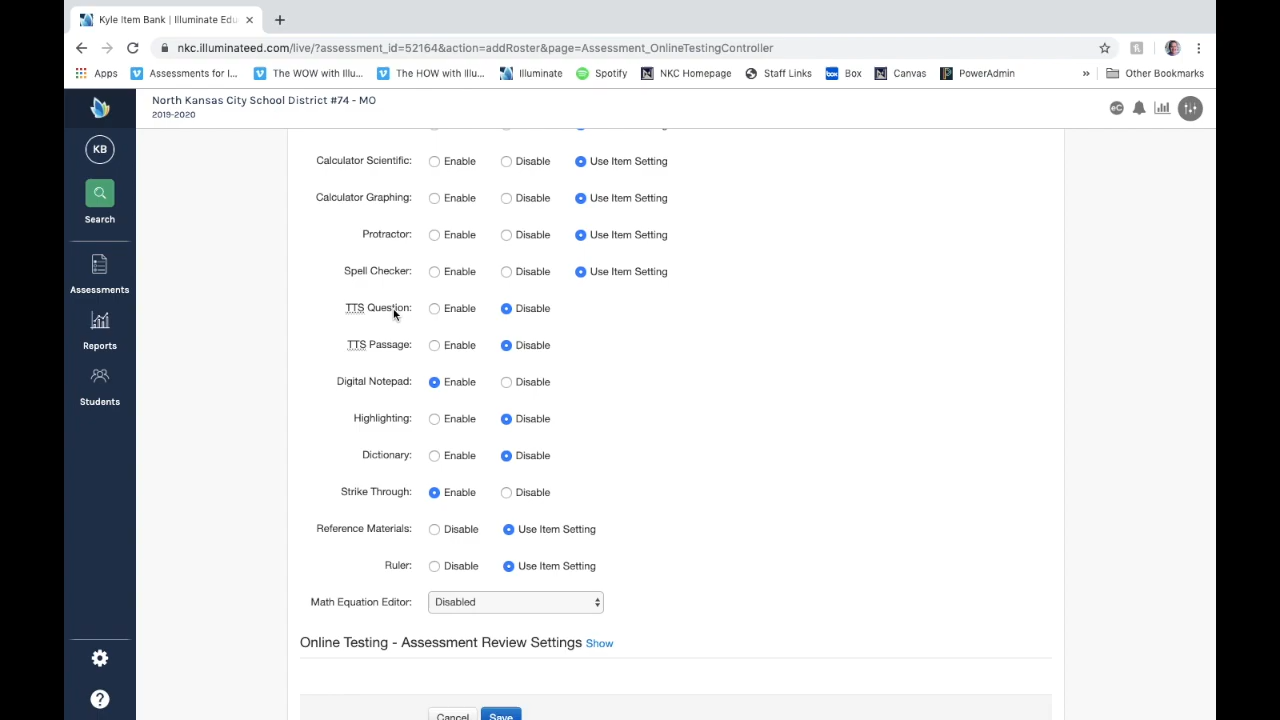 Kyle Item Bank | Illuminate Edu
nkc.illuminateed.com/live/?assessment_id=52164&action=addRoster&page=Assessment_OnlineTestingController
Apps Assessments for I... The WOW with Illu... The HOW with Illu... Illuminate Spotify NKC Homepage Staff Links Box Canvas PowerAdmin » Other Bookmarks
North Kansas City School District #74 - MO
2019-2020
KB
Search
Assessments
Reports
Students
Calculator Scientific: Enable Disable Use Item Setting
Calculator Graphing: Enable Disable Use Item Setting
Protractor: Enable Disable Use Item Setting
Spell Checker: Enable Disable Use Item Setting
TTS Question: Enable Disable
TTS Passage: Enable Disable
Digital Notepad: Enable Disable
Highlighting: Enable Disable
Dictionary: Enable Disable
Strike Through: Enable Disable
Reference Materials: Disable Use Item Setting
Ruler: Disable Use Item Setting
Math Equation Editor: Disabled
Online Testing - Assessment Review Settings Show
Cancel Save